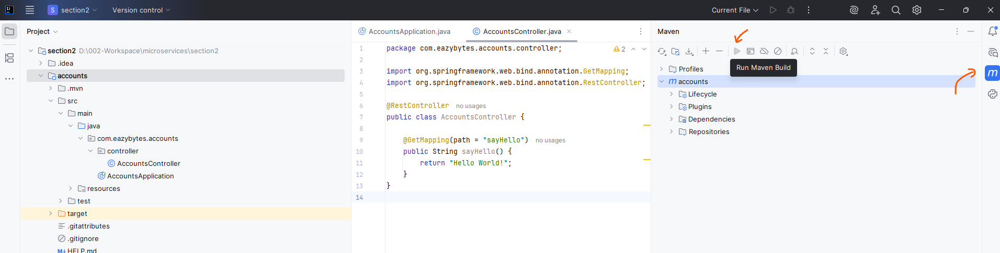 S section2 Version control Current File
Project
section2 D:\002-Workspace\microservices\section2
.idea
accounts
.mvn
src
main
java
com.eazybytes.accounts
controller
AccountsController
AccountsApplication
resources
test
target
.gitattributes
.gitignore
M↓ HELP.md
AccountsApplication.java AccountsController.java
2
1 package com.eazybytes.accounts.controller;
2
3 import org.springframework.web.bind.annotation.GetMapping;
4 import org.springframework.web.bind.annotation.RestController;
5
6 @RestController no usages
7 public class AccountsController {
8
9 @GetMapping(path = "sayHello") no usages
10 public String sayHello() {
11 return "Hello World!";
12 }
13 }
14
Maven
Run Maven Build
Profiles
m accounts
Lifecycle
Plugins
Dependencies
Repositories
m